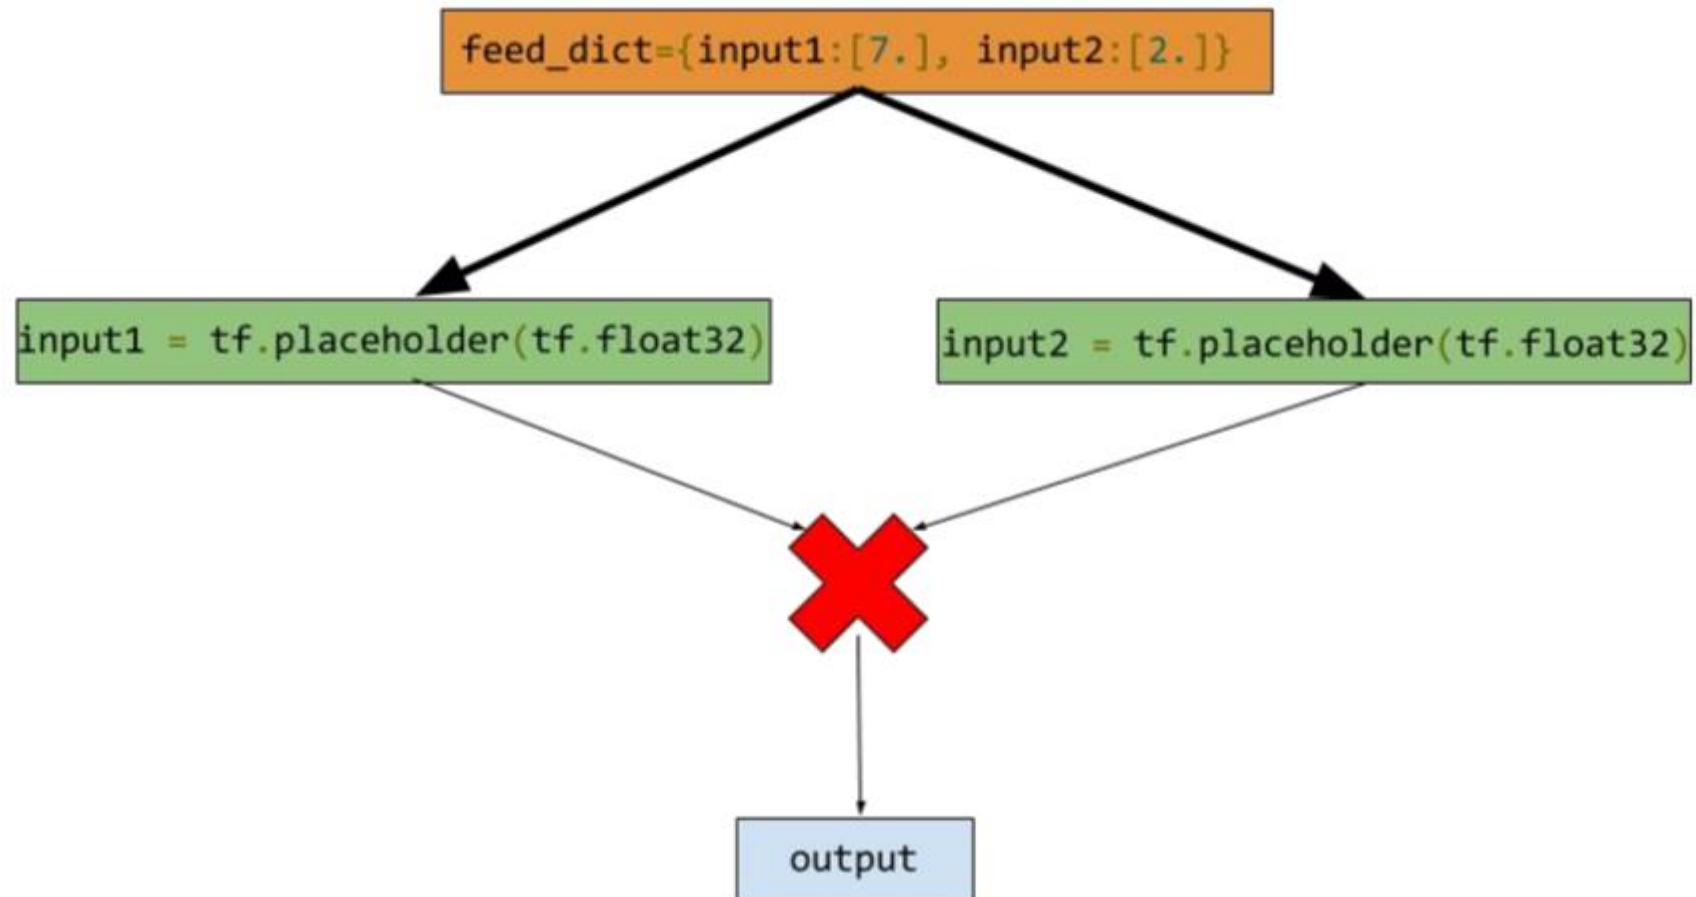 feed_dict={input1:[7.], input2:[2.]}
input1 = tf.placeholder(tf.float32)
input2 = tf.placeholder(tf.float32)
output